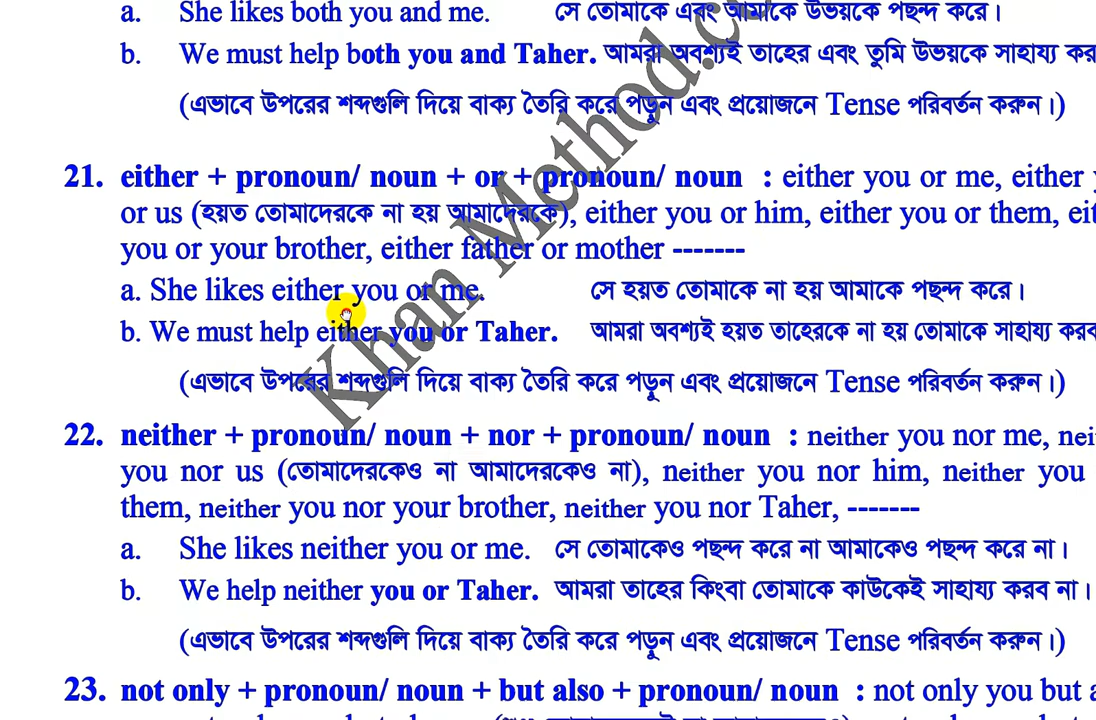 a. She likes both you and me. সে তোমাকে এবং আমাকে উভয়কে পছন্দ করে।
b. We must help both you and Taher. আমরা অবশ্যই তাহের এবং তুমি উভয়কে সাহায্য কর
(এভাবে উপরের শব্দগুলি দিয়ে বাক্য তৈরি করে পড়ুন এবং প্রয়োজনে Tense পরিবর্তন করুন।)
21. either + pronoun/ noun + or + pronoun/ noun : either you or me, either
or us (হয়ত তোমাদেরকে না হয় আমাদেরকে), either you or him, either you or them, eit
you or your brother, either father or mother -------
a. She likes either you or me. সে হয়ত তোমাকে না হয় আমাকে পছন্দ করে।
b. We must help either you or Taher. আমরা অবশ্যই হয়ত তাহেরকে না হয় তোমাকে সাহায্য করব
(এভাবে উপরের শব্দগুলি দিয়ে বাক্য তৈরি করে পড়ুন এবং প্রয়োজনে Tense পরিবর্তন করুন।)
22. neither + pronoun/ noun + nor + pronoun/ noun : neither you nor me, nei
you nor us (তোমাদেরকেও না আমাদেরকেও না), neither you nor him, neither you
them, neither you nor your brother, neither you nor Taher, -------
a. She likes neither you or me. সে তোমাকেও পছন্দ করে না আমাকেও পছন্দ করে না।
b. We help neither you or Taher. আমরা তাহের কিংবা তোমাকে কাউকেই সাহায্য করব না।
(এভাবে উপরের শব্দগুলি দিয়ে বাক্য তৈরি করে পড়ুন এবং প্রয়োজনে Tense পরিবর্তন করুন।)
23. not only + pronoun/ noun + but also + pronoun/ noun : not only you but a
Khan Method.c